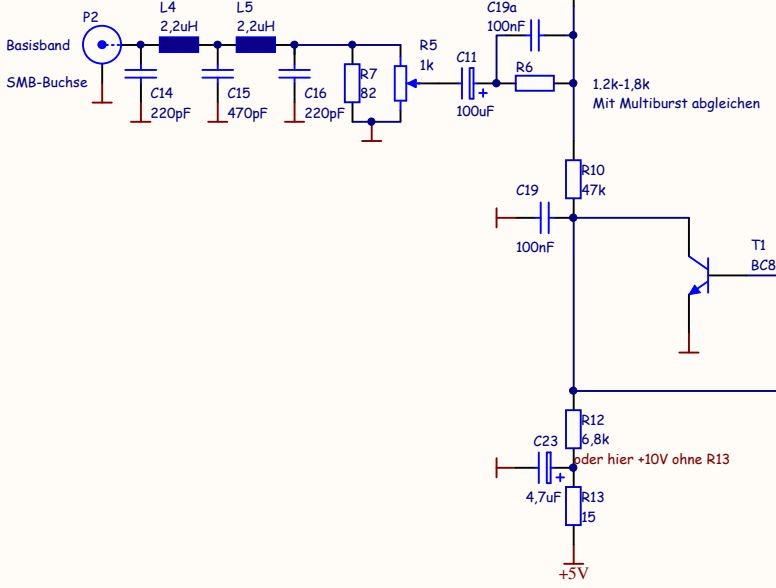 P2
L4
2,2uH
L5
2,2uH
C19a
100nF
Basisband
SMB-Buchse
C14
220pF
C15
470pF
C16
220pF
R7
82
R5
1k
C11
+
100uF
R6
1.2k-1,8k
Mit Multiburst abgleichen
R10
47k
C19
100nF
T1
BC8
R12
6,8k
oder hier +10V ohne R13
C23
+
4,7uF
R13
15
+5V